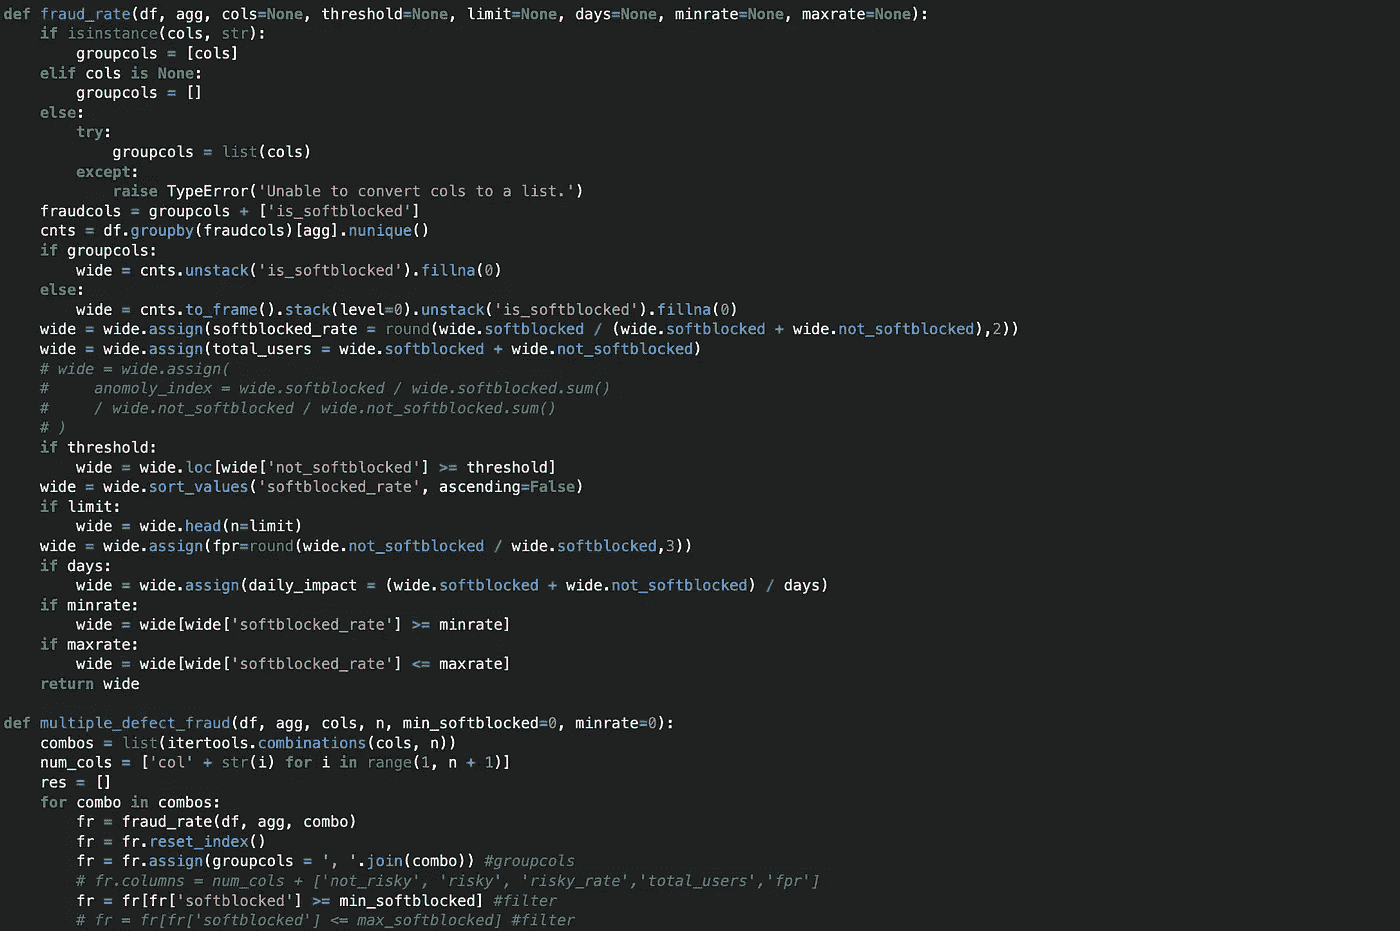 def fraud_rate(df, agg, cols=None, threshold=None, limit=None, days=None, minrate=None, maxrate=None):
    if isinstance(cols, str):
        groupcols = [cols]
    elif cols is None:
        groupcols = []
    else:
        try:
            groupcols = list(cols)
        except:
            raise TypeError('Unable to convert cols to a list.')
    fraudcols = groupcols + ['is_softblocked']
    cnts = df.groupby(fraudcols)[agg].nunique()
    if groupcols:
        wide = cnts.unstack('is_softblocked').fillna(0)
    else:
        wide = cnts.to_frame().stack(level=0).unstack('is_softblocked').fillna(0)
    wide = wide.assign(softblocked_rate = round(wide.softblocked / (wide.softblocked + wide.not_softblocked),2))
    wide = wide.assign(total_users = wide.softblocked + wide.not_softblocked)
    # wide = wide.assign(
    #     anomoly_index = wide.softblocked / wide.softblocked.sum()
    #     / wide.not_softblocked / wide.not_softblocked.sum()
    # )
    if threshold:
        wide = wide.loc[wide['not_softblocked'] >= threshold]
    wide = wide.sort_values('softblocked_rate', ascending=False)
    if limit:
        wide = wide.head(n=limit)
    wide = wide.assign(fpr=round(wide.not_softblocked / wide.softblocked,3))
    if days:
        wide = wide.assign(daily_impact = (wide.softblocked + wide.not_softblocked) / days)
    if minrate:
        wide = wide[wide['softblocked_rate'] >= minrate]
    if maxrate:
        wide = wide[wide['softblocked_rate'] <= maxrate]
    return wide

def multiple_defect_fraud(df, agg, cols, n, min_softblocked=0, minrate=0):
    combos = list(itertools.combinations(cols, n))
    num_cols = ['col' + str(i) for i in range(1, n + 1)]
    res = []
    for combo in combos:
        fr = fraud_rate(df, agg, combo)
        fr = fr.reset_index()
        fr = fr.assign(groupcols = ', '.join(combo)) #groupcols
        # fr.columns = num_cols + ['not_risky', 'risky', 'risky_rate','total_users','fpr']
        fr = fr[fr['softblocked'] >= min_softblocked] #filter
        # fr = fr[fr['softblocked'] <= max_softblocked] #filter